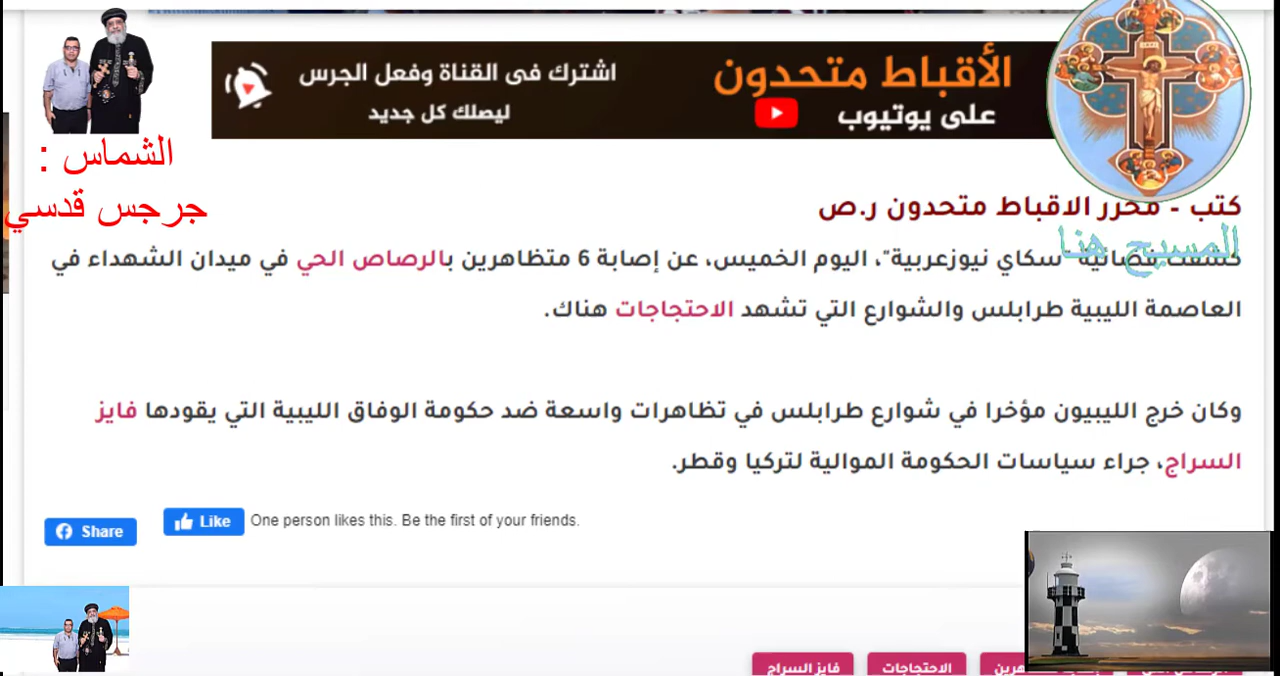 اشترك فى القناة وفعل الجرس
ليصلك كل جديد
الأقباط متحدون
على يوتيوب
الشماس :
جرجس قدسي
كتب - محرر الاقباط متحدون ر.ص
المسيح هنا
كشفت فضائية "سكاي نيوزعربية"، اليوم الخميس، عن إصابة 6 متظاهرين بالرصاص الحي في ميدان الشهداء في
العاصمة الليبية طرابلس والشوارع التي تشهد الاحتجاجات هناك.
وكان خرج الليبيون مؤخرا في شوارع طرابلس في تظاهرات واسعة ضد حكومة الوفاق الليبية التي يقودها فايز
السراج، جراء سياسات الحكومة الموالية لتركيا وقطر.
Share
Like
One person likes this. Be the first of your friends.
الاحتجاجات
فايز السراج